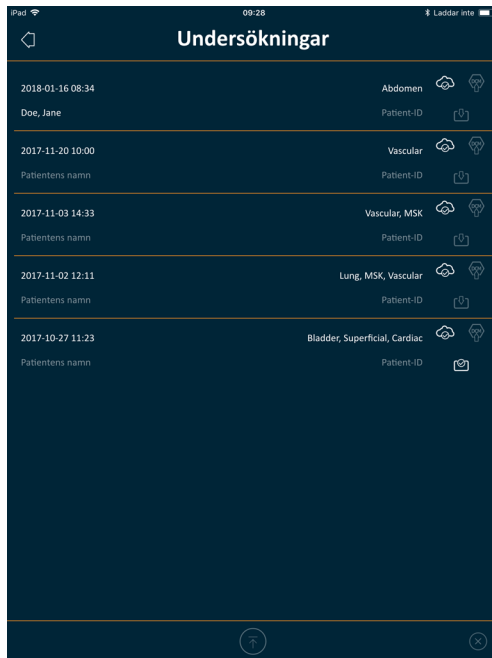 iPad 09:28 Laddar inte
Undersökningar
2018-01-16 08:34 Abdomen
Doe, Jane Patient-ID
2017-11-20 10:00 Vascular
Patientens namn Patient-ID
2017-11-03 14:33 Vascular, MSK
Patientens namn Patient-ID
2017-11-02 12:11 Lung, MSK, Vascular
Patientens namn Patient-ID
2017-10-27 11:23 Bladder, Superficial, Cardiac
Patientens namn Patient-ID